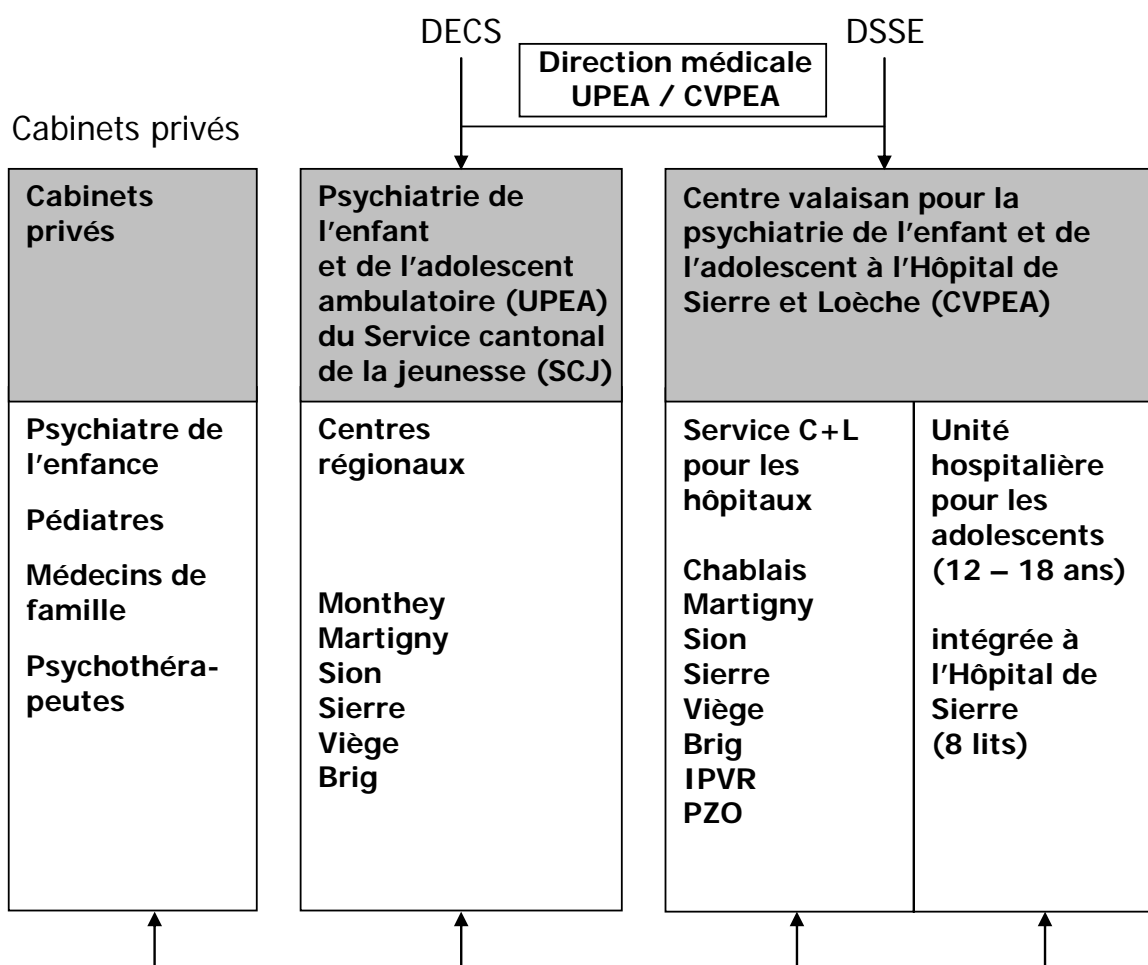 DECS
DSSE
Direction médicale
UPEA / CVPEA
Cabinets privés
Cabinets
privés
Psychiatrie de
l'enfant
et de l'adolescent
ambulatoire (UPEA)
du Service cantonal
de la jeunesse (SCJ)
Centre valaisan pour la
psychiatrie de l'enfant et de
l'adolescent à l'Hôpital de
Sierre et Loèche (CVPEA)
Psychiatre de
l'enfance
Pédiatres
Médecins de
famille
Psychothéra-
peutes
Centres
régionaux
Monthey
Martigny
Sion
Sierre
Viège
Brig
Service C+L
pour les
hôpitaux
Chablais
Martigny
Sion
Sierre
Viège
Brig
IPVR
PZO
Unité
hospitalière
pour les
adolescents
(12 – 18 ans)
intégrée à
l'Hôpital de
Sierre
(8 lits)